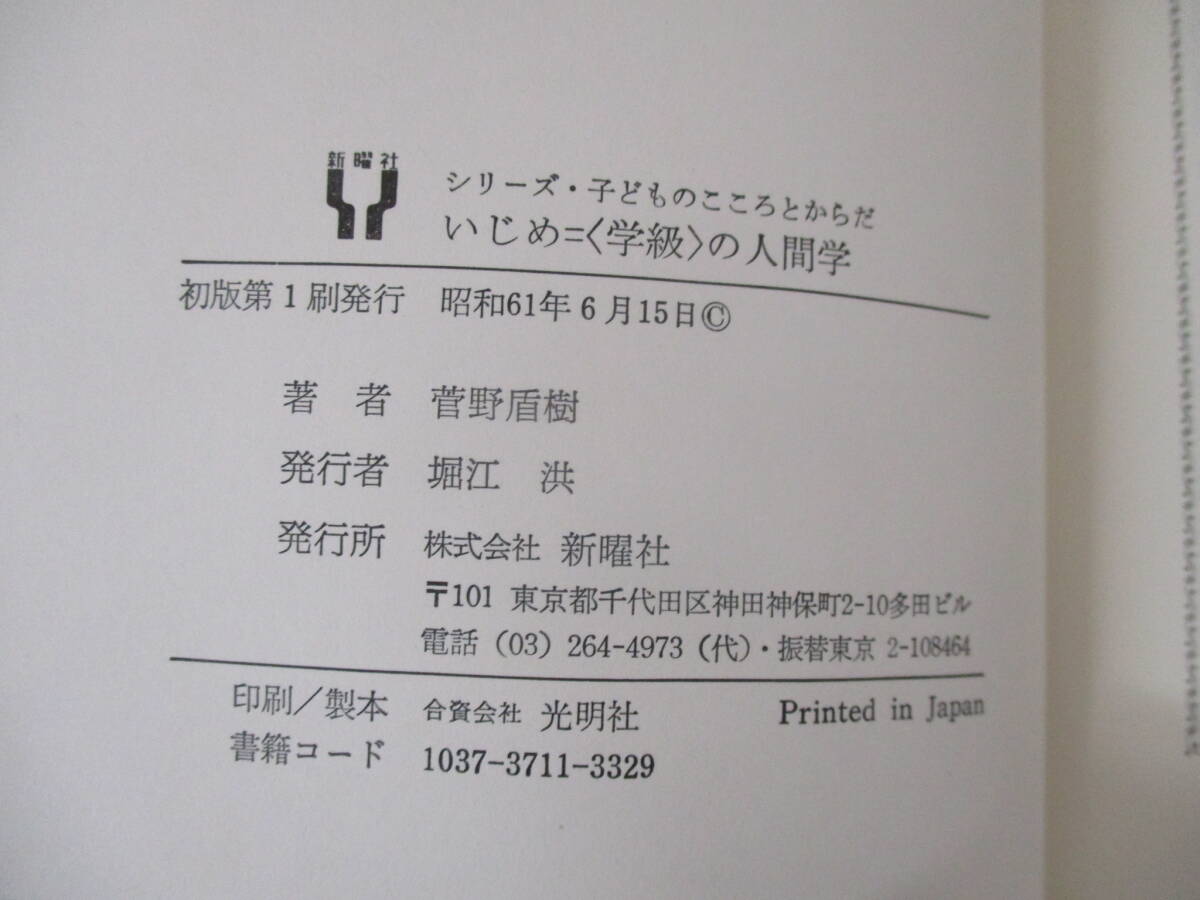 新曜社
シリーズ・子どものこころとからだ
いじめ=〈学級〉の人間学
初版第1刷発行 昭和61年6月15日©
著 者 菅野盾樹
発行者 堀江 洪
発行所 株式会社 新曜社
〒101 東京都千代田区神田神保町2-10多田ビル
電話 (03) 264-4973 (代)・振替東京 2-108464
印刷/製本 合資会社 光明社 Printed in Japan
書籍コード 1037-3711-3329